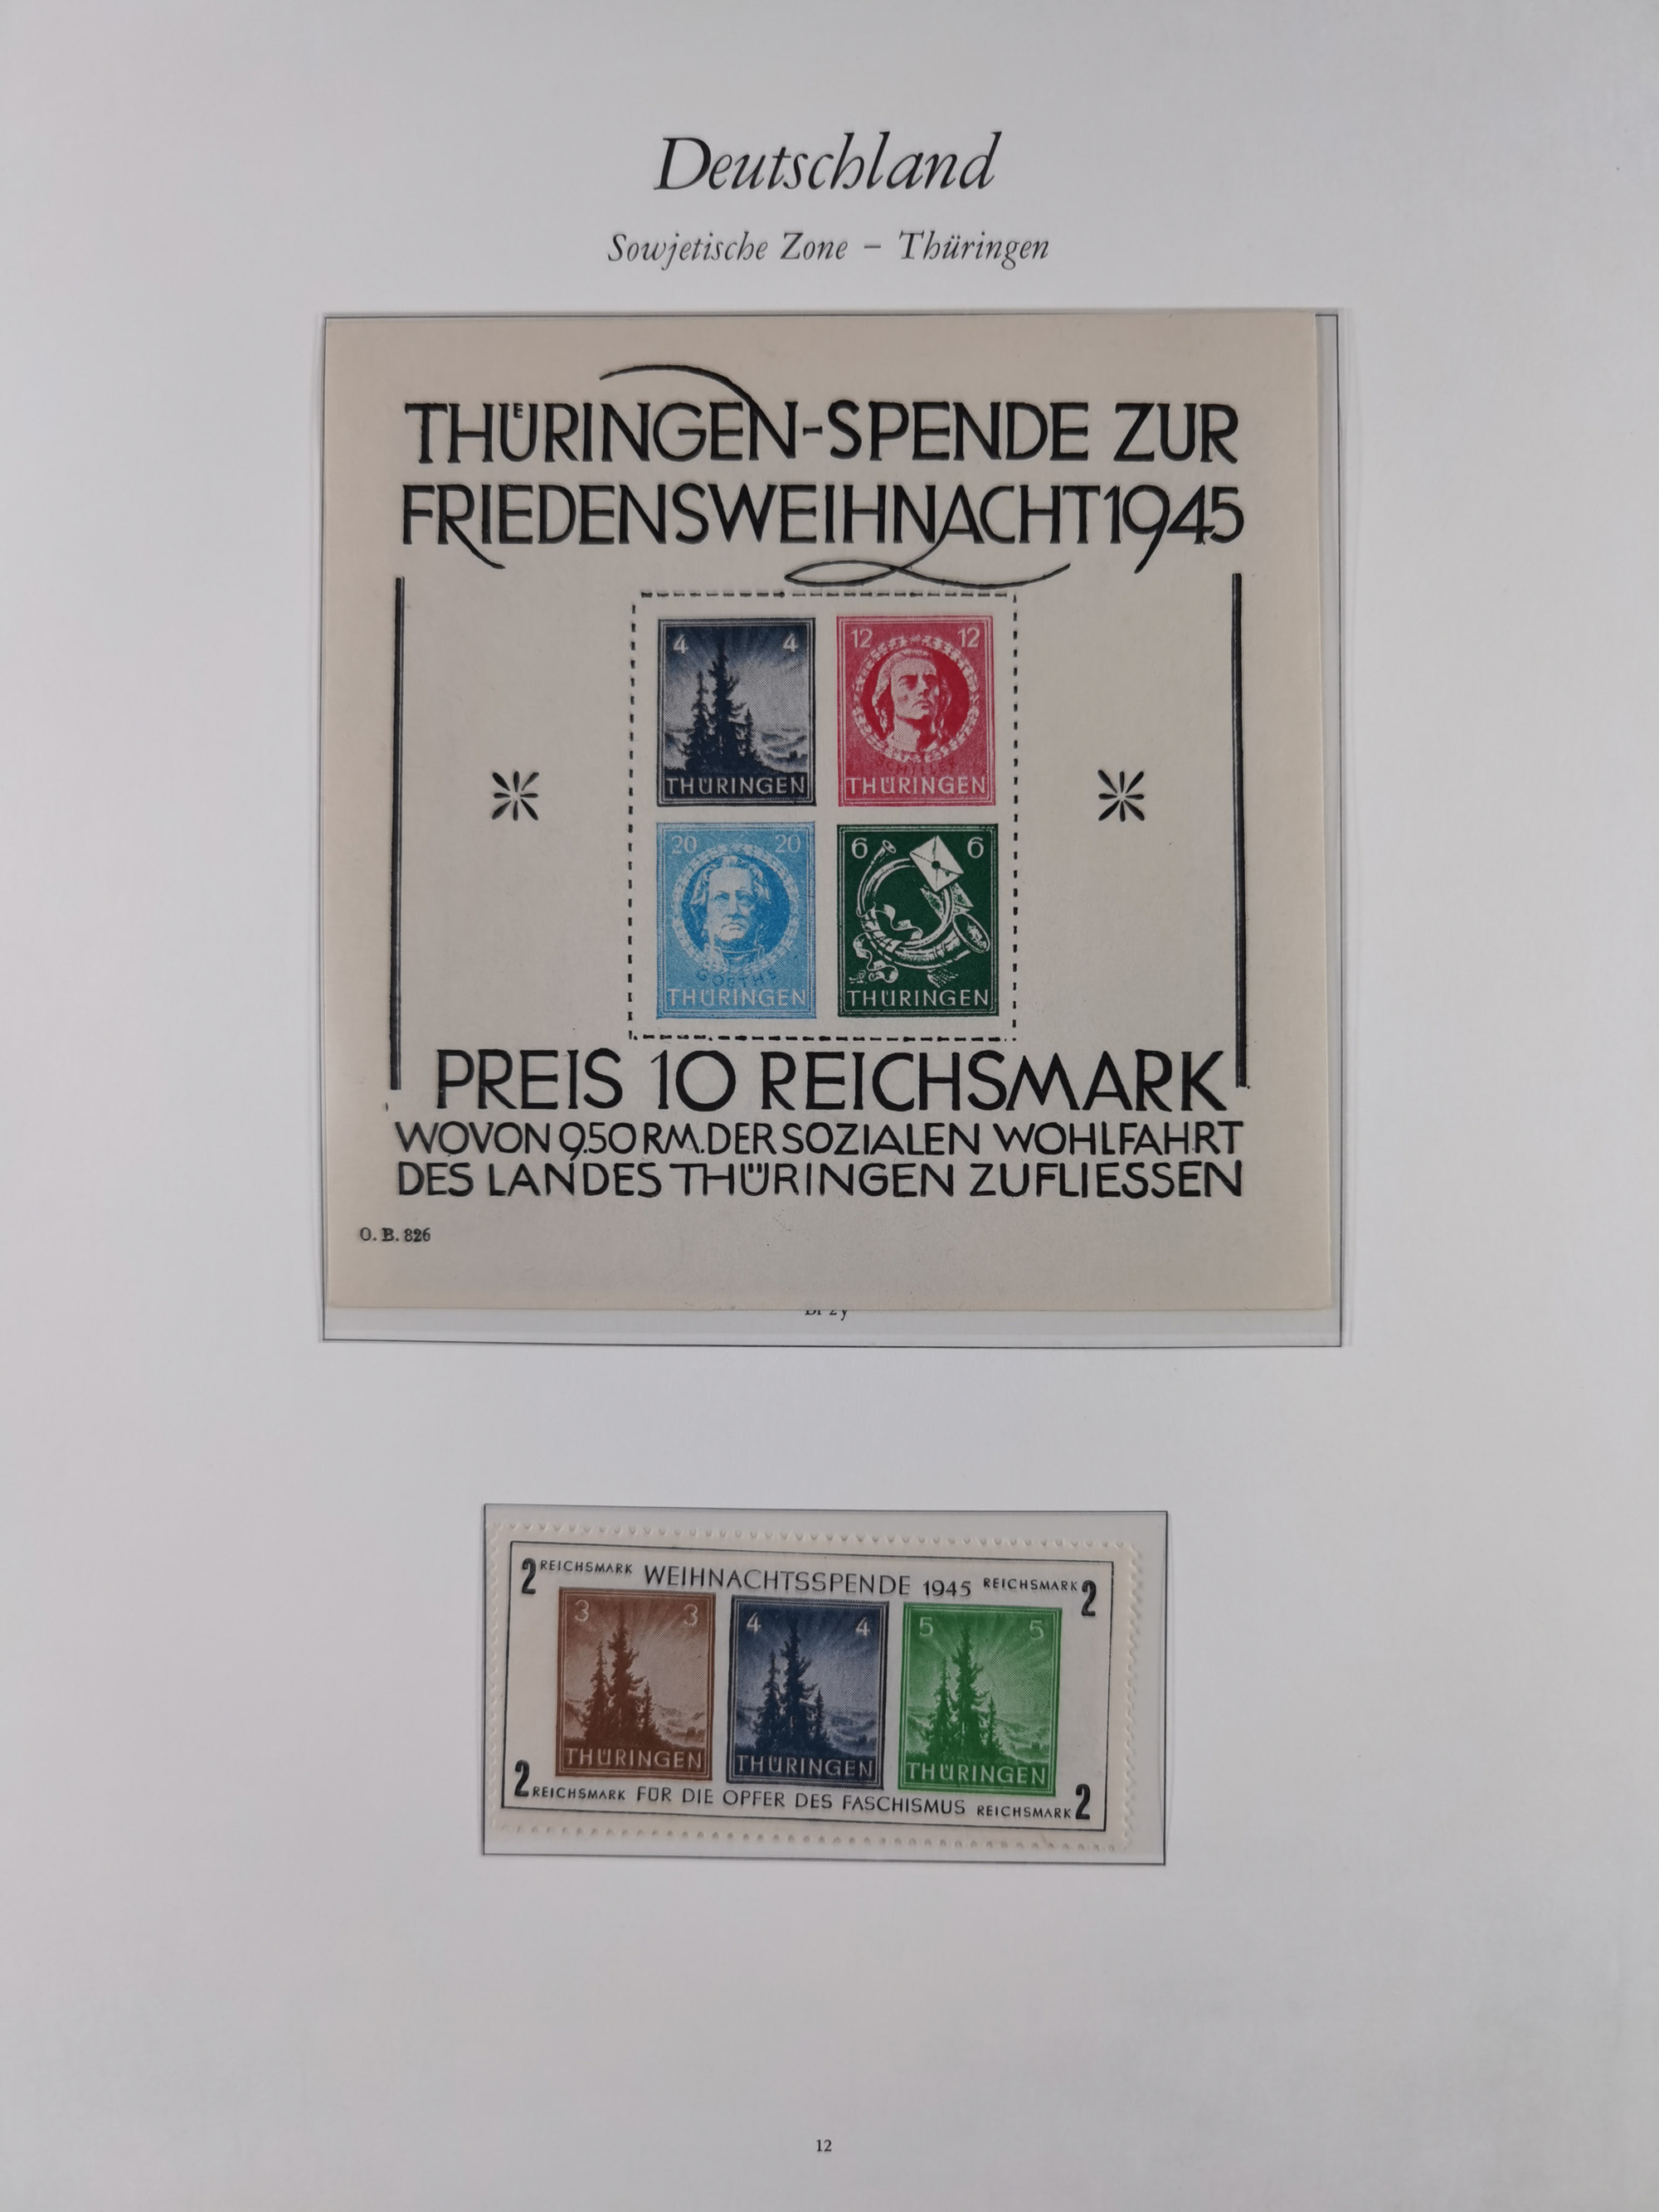 Deutschland
Sowjetische Zone – Thüringen
THÜRINGEN-SPENDE ZUR
FRIEDENSWEIHNACHT 1945
4 4
THÜRINGEN
12 12
SCHILLER
THÜRINGEN
20 20
GOETHE
THÜRINGEN
6 6
THÜRINGEN
PREIS 10 REICHSMARK
WOVON 9.50 RM. DER SOZIALEN WOHLFAHRT
DES LANDES THÜRINGEN ZUFLIESSEN
O. B. 826
2 REICHSMARK WEIHNACHTSSPENDE 1945 REICHSMARK 2
3 3
THÜRINGEN
4 4
THÜRINGEN
5 5
THÜRINGEN
2 REICHSMARK FÜR DIE OPFER DES FASCHISMUS REICHSMARK 2
12